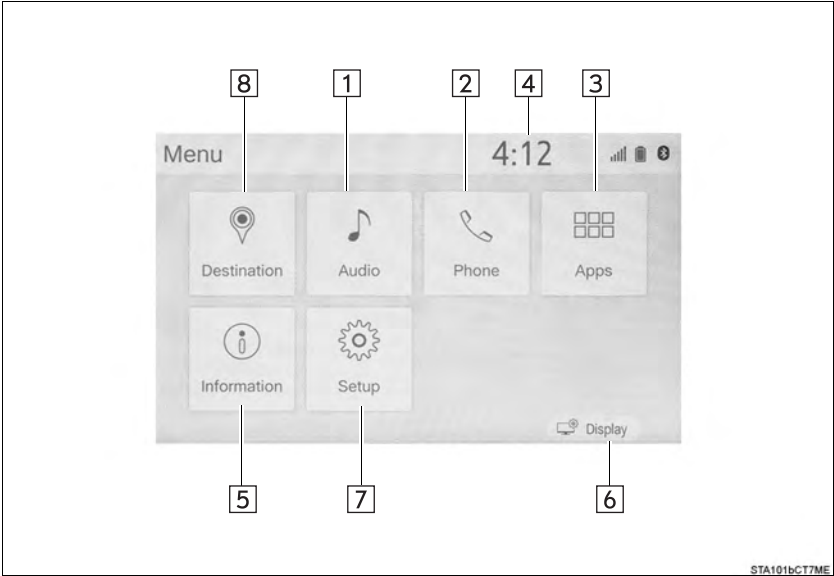 8 1 2 4 3
Menu 4:12
Destination Audio Phone Apps
Information Setup
Display
5 7 6
STA101bCT7ME